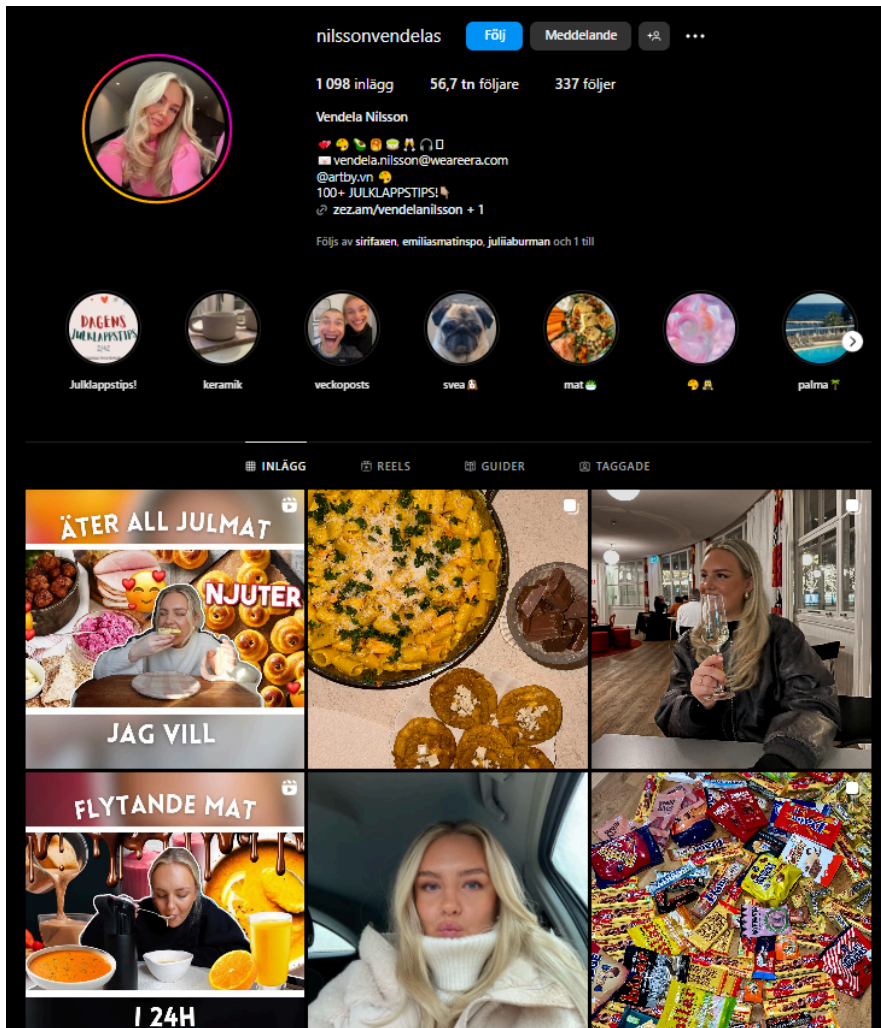 nilssonvendelas Följ Meddelande
1 098 inlägg 56,7 tn följare 337 följer
Vendela Nilsson
vendela.nilsson@weareera.com
@artby.vn
100+ JULKLAPPSTIPS!
zez.am/vendelanilsson + 1
Följs av sirifaxen, emiliasmatinspo, juliiaburman och 1 till
DAGENS
JULKLAPPSTIPS
Julklappstips! keramik veckoposts svea mat palma
INLÄGG REELS GUIDER TAGGADE
ÄTER ALL JULMAT
NJUTER
JAG VILL
FLYTANDE MAT
I 24H